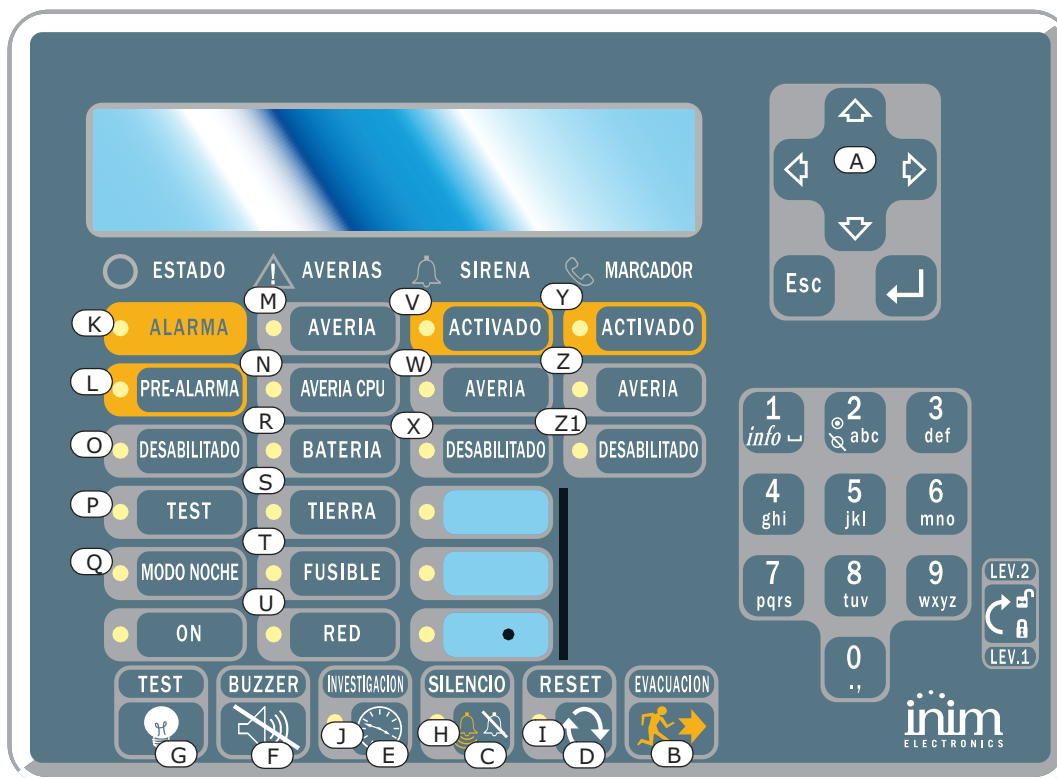 A
ESTADO AVERIAS SIRENA MARCADOR
Esc
M V Y
K ALARMA AVERIA ACTIVADO ACTIVADO
N W Z
L PRE-ALARMA AVERIA CPU AVERIA AVERIA
R X Z1
O DESABILITADO BATERIA DESABILITADO DESABILITADO
S
P TEST TIERRA
T
Q MODO NOCHE FUSIBLE
U
ON RED
1 2 3
info abc def
4 5 6
ghi jkl mno
7 8 9
pqrs tuv wxyz
0
.,
LEV.2
LEV.1
TEST BUZZER INVESTIGACION SILENCIO RESET EVACUACION
J H I
G F E C D B
inim
ELECTRONICS